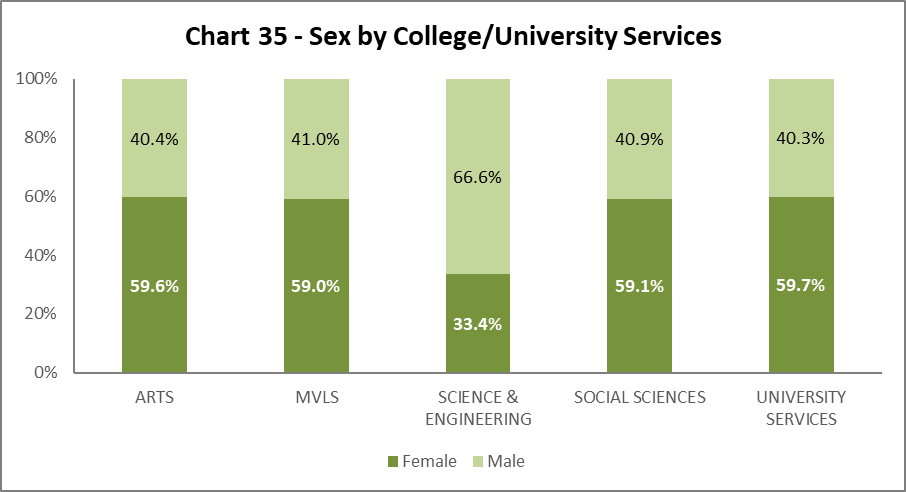 Chart 35 - Sex by College/University Services
100%
80%
60%
40%
20%
0%
40.4%
41.0%
66.6%
40.9%
40.3%
59.6%
59.0%
33.4%
59.1%
59.7%
ARTS
MVLS
SCIENCE &
ENGINEERING
SOCIAL SCIENCES
UNIVERSITY
SERVICES
Female
Male